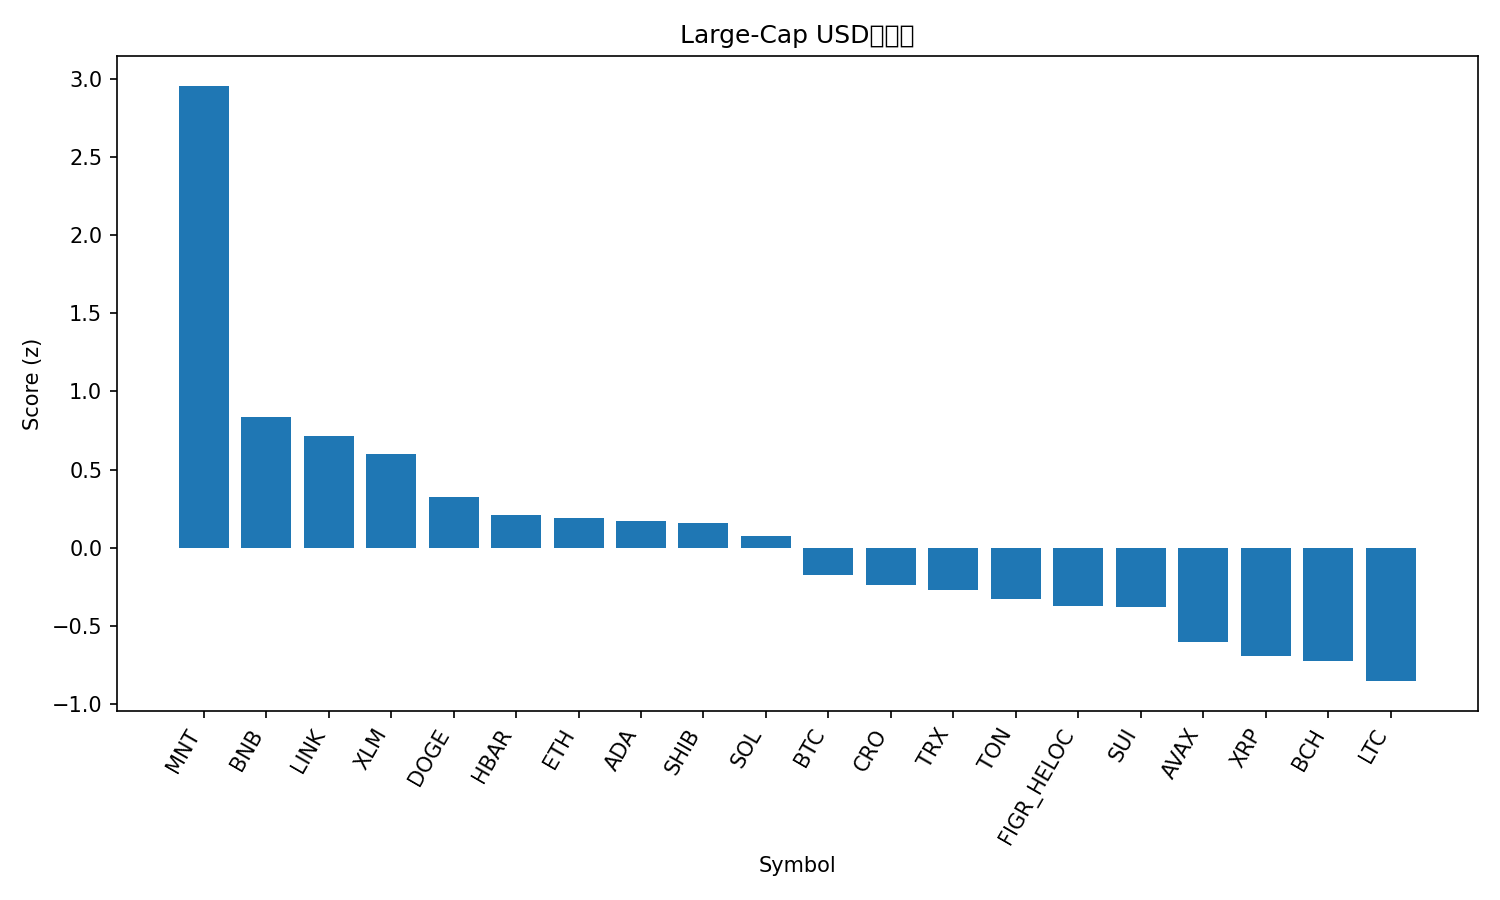 Large-Cap USD
Score (z)
3.0
2.5
2.0
1.5
1.0
0.5
0.0
−0.5
−1.0
MNT
BNB
LINK
XLM
DOGE
HBAR
ETH
ADA
SHIB
SOL
BTC
CRO
TRX
TON
FIGR_HELOC
SUI
AVAX
XRP
BCH
LTC
Symbol